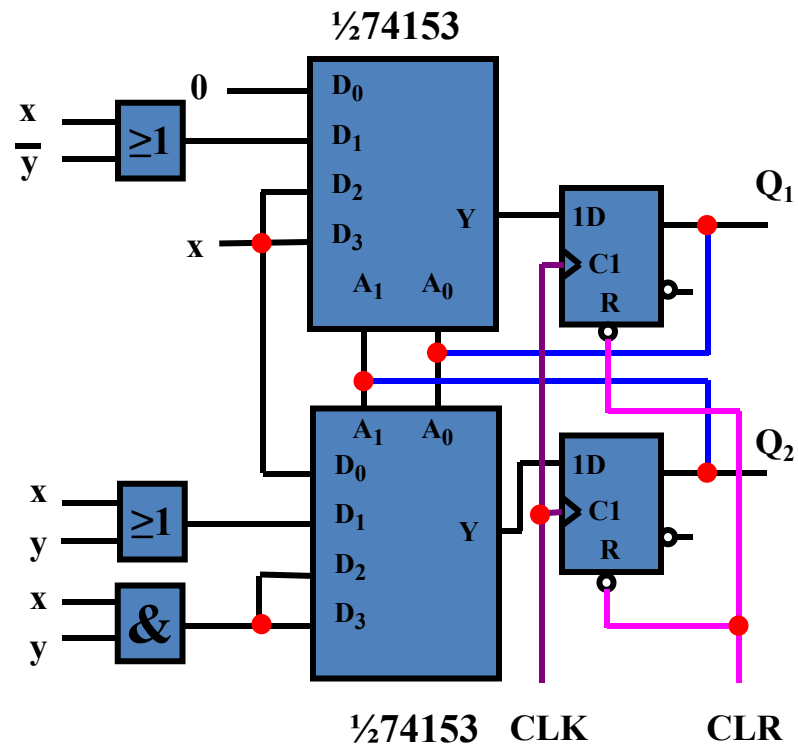 ½74153
0
x
y̅
≥1
D₀
D₁
D₂
D₃
x
Y
A₁ A₀
1D
C1
R
Q₁
A₁ A₀
D₀
D₁
D₂
D₃
Y
x
y
≥1
x
y
&
1D
C1
R
Q₂
½74153 CLK CLR